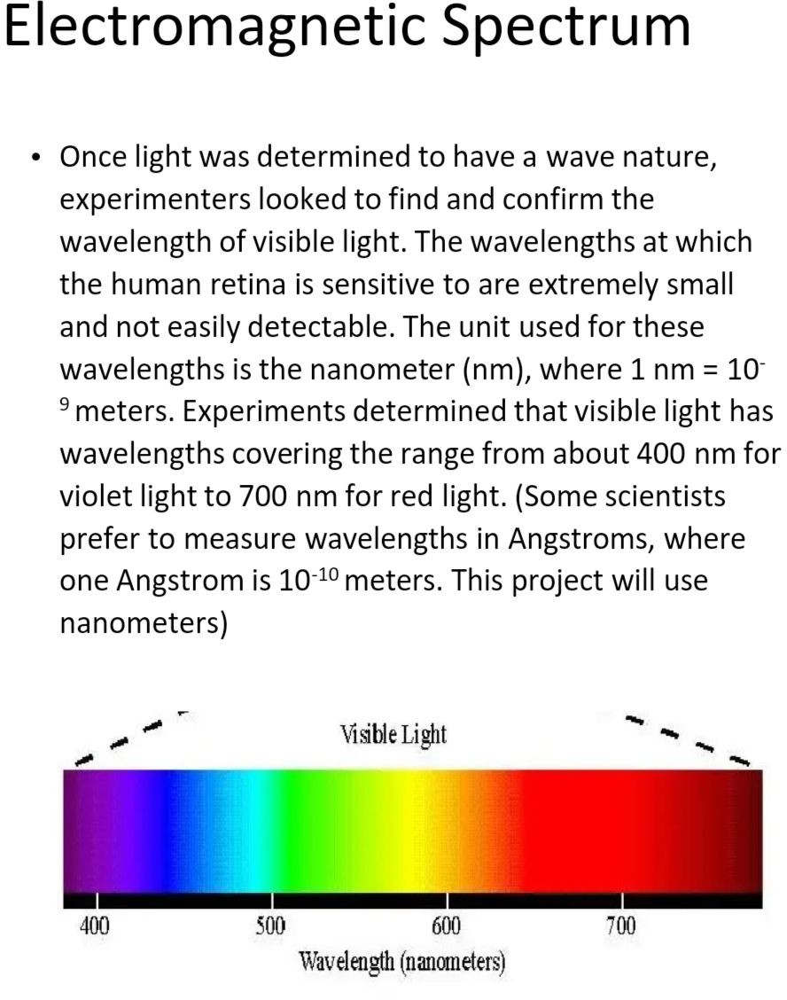 Electromagnetic Spectrum
• Once light was determined to have a wave nature,
experimenters looked to find and confirm the
wavelength of visible light. The wavelengths at which
the human retina is sensitive to are extremely small
and not easily detectable. The unit used for these
wavelengths is the nanometer (nm), where 1 nm = 10⁻
⁹ meters. Experiments determined that visible light has
wavelengths covering the range from about 400 nm for
violet light to 700 nm for red light. (Some scientists
prefer to measure wavelengths in Angstroms, where
one Angstrom is 10⁻¹⁰ meters. This project will use
nanometers)
Visible Light
400 500 600 700
Wavelength (nanometers)